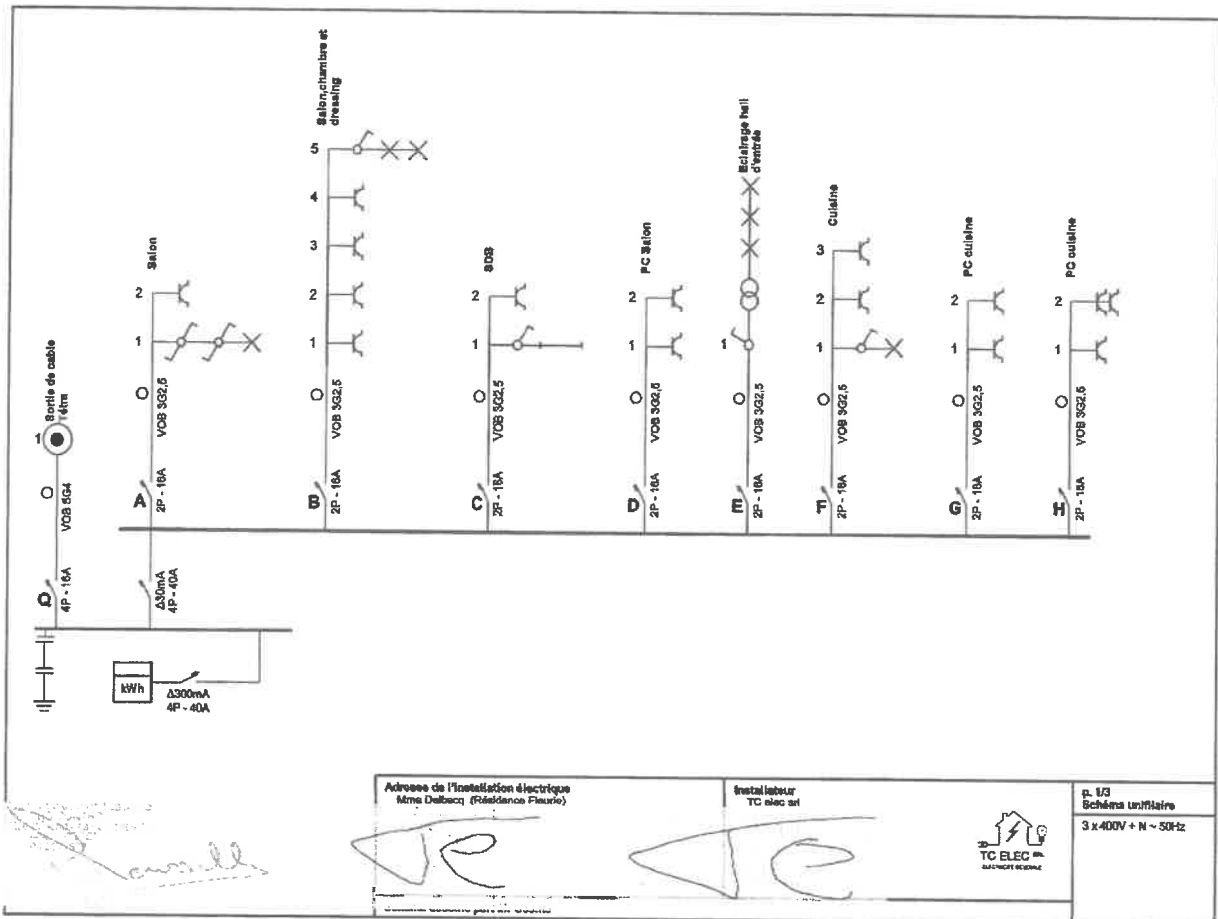 Salon,chambre et
dressing
5
4
3
2
1
VOB 3G2,5
B
2P - 16A
Salon
2
1
VOB 3G2,5
A
2P - 16A
Sortie de cable
1
VOB 5G4
Q
4P - 16A
SDB
2
1
VOB 3G2,5
C
2P - 16A
PC Salon
2
1
VOB 3G2,5
D
2P - 16A
Eclairage hall
d'entrée
1
VOB 3G2,5
E
2P - 16A
Cuisine
3
2
1
VOB 3G2,5
F
2P - 16A
PC cuisine
2
1
VOB 3G2,5
G
2P - 16A
PC cuisine
2
1
VOB 3G2,5
H
2P - 16A
Δ30mA
4P - 40A
kWh
Δ300mA
4P - 40A
Adresse de l'installation électrique
Mme Delbecq (Résidence Fleurie)
Installateur
TC elec srl
TC ELEC SRL
p. 1/3
Schéma unifilaire
3 x 400V + N ~ 50Hz